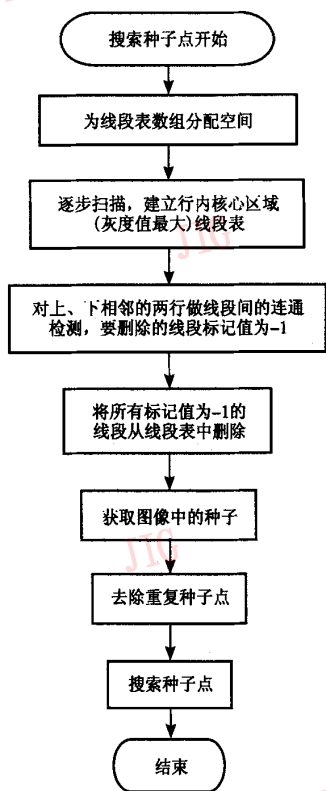 搜索种子点开始
为线段表数组分配空间
逐步扫描，建立行内核心区域
(灰度值最大)线段表
JIG
对上、下相邻的两行做线段间的连通
检测，要删除的线段标记值为-1
将所有标记值为-1的
线段从线段表中删除
获取图像中的种子
JIG
去除重复种子点
搜索种子点
结束